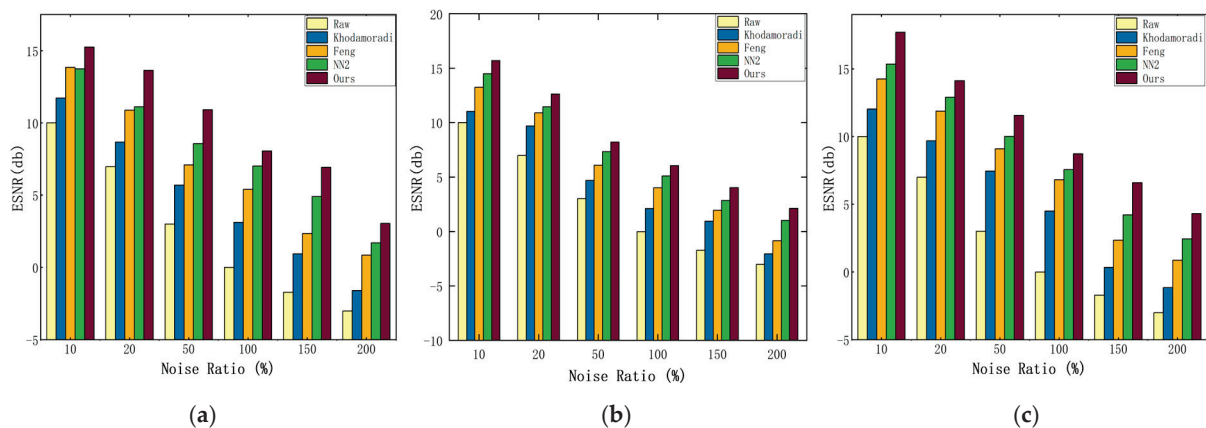 15
10
5
0
-5
ESNR(db)
Raw
Khodamoradi
Feng
NN2
Ours
10 20 50 100 150 200
Noise Ratio (%)
(a)
20
15
10
5
0
-5
-10
ESNR(db)
Raw
Khodamoradi
Feng
NN2
Ours
10 20 50 100 150 200
Noise Ratio (%)
(b)
15
10
5
0
-5
ESNR(db)
Raw
Khodamoradi
Feng
NN2
Ours
10 20 50 100 150 200
Noise Ratio (%)
(c)